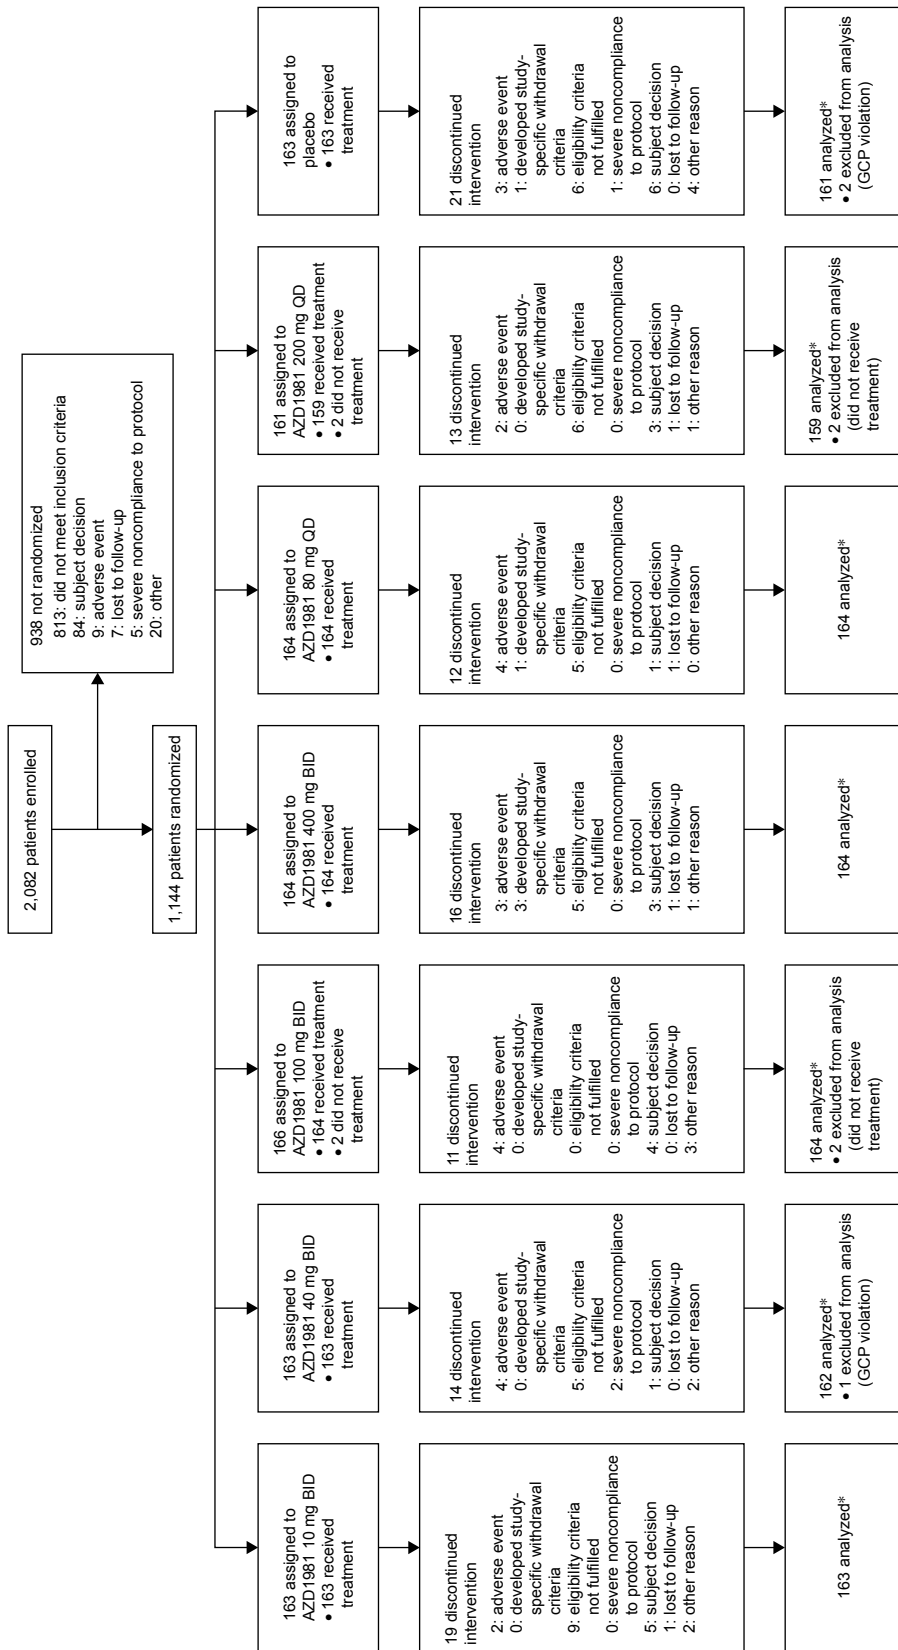 2,082 patients enrolled
938 not randomized
813: did not meet inclusion criteria
84: subject decision
9: adverse event
7: lost to follow-up
5: severe noncompliance to protocol
20: other
1,144 patients randomized
163 assigned to
AZD1981 10 mg BID
• 163 received
treatment
163 assigned to
AZD1981 40 mg BID
• 163 received
treatment
166 assigned to
AZD1981 100 mg BID
• 164 received treatment
• 2 did not receive
treatment
164 assigned to
AZD1981 400 mg BID
• 164 received
treatment
164 assigned to
AZD1981 80 mg QD
• 164 received
treatment
161 assigned to
AZD1981 200 mg QD
• 159 received treatment
• 2 did not receive
treatment
163 assigned to
placebo
• 163 received
treatment
19 discontinued
intervention
2: adverse event
0: developed study-
specific withdrawal
criteria
9: eligibility criteria
not fulfilled
0: severe noncompliance
to protocol
5: subject decision
1: lost to follow-up
2: other reason
14 discontinued
intervention
4: adverse event
0: developed study-
specific withdrawal
criteria
5: eligibility criteria
not fulfilled
2: severe noncompliance
to protocol
1: subject decision
0: lost to follow-up
2: other reason
11 discontinued
intervention
4: adverse event
0: developed study-
specific withdrawal
criteria
0: eligibility criteria
not fulfilled
0: severe noncompliance
to protocol
4: subject decision
0: lost to follow-up
3: other reason
16 discontinued
intervention
3: adverse event
3: developed study-
specific withdrawal
criteria
5: eligibility criteria
not fulfilled
0: severe noncompliance
to protocol
3: subject decision
1: lost to follow-up
1: other reason
12 discontinued
intervention
4: adverse event
1: developed study-
specific withdrawal
criteria
5: eligibility criteria
not fulfilled
0: severe noncompliance
to protocol
1: subject decision
1: lost to follow-up
0: other reason
13 discontinued
intervention
2: adverse event
0: developed study-
specific withdrawal
criteria
6: eligibility criteria
not fulfilled
0: severe noncompliance
to protocol
3: subject decision
1: lost to follow-up
1: other reason
21 discontinued
intervention
3: adverse event
1: developed study-
specific withdrawal
criteria
6: eligibility criteria
not fulfilled
1: severe noncompliance
to protocol
6: subject decision
0: lost to follow-up
4: other reason
163 analyzed*
162 analyzed*
• 1 excluded from analysis
(GCP violation)
164 analyzed*
• 2 excluded from analysis
(did not receive
treatment)
164 analyzed*
164 analyzed*
159 analyzed*
• 2 excluded from analysis
(did not receive
treatment)
161 analyzed*
• 2 excluded from analysis
(GCP violation)